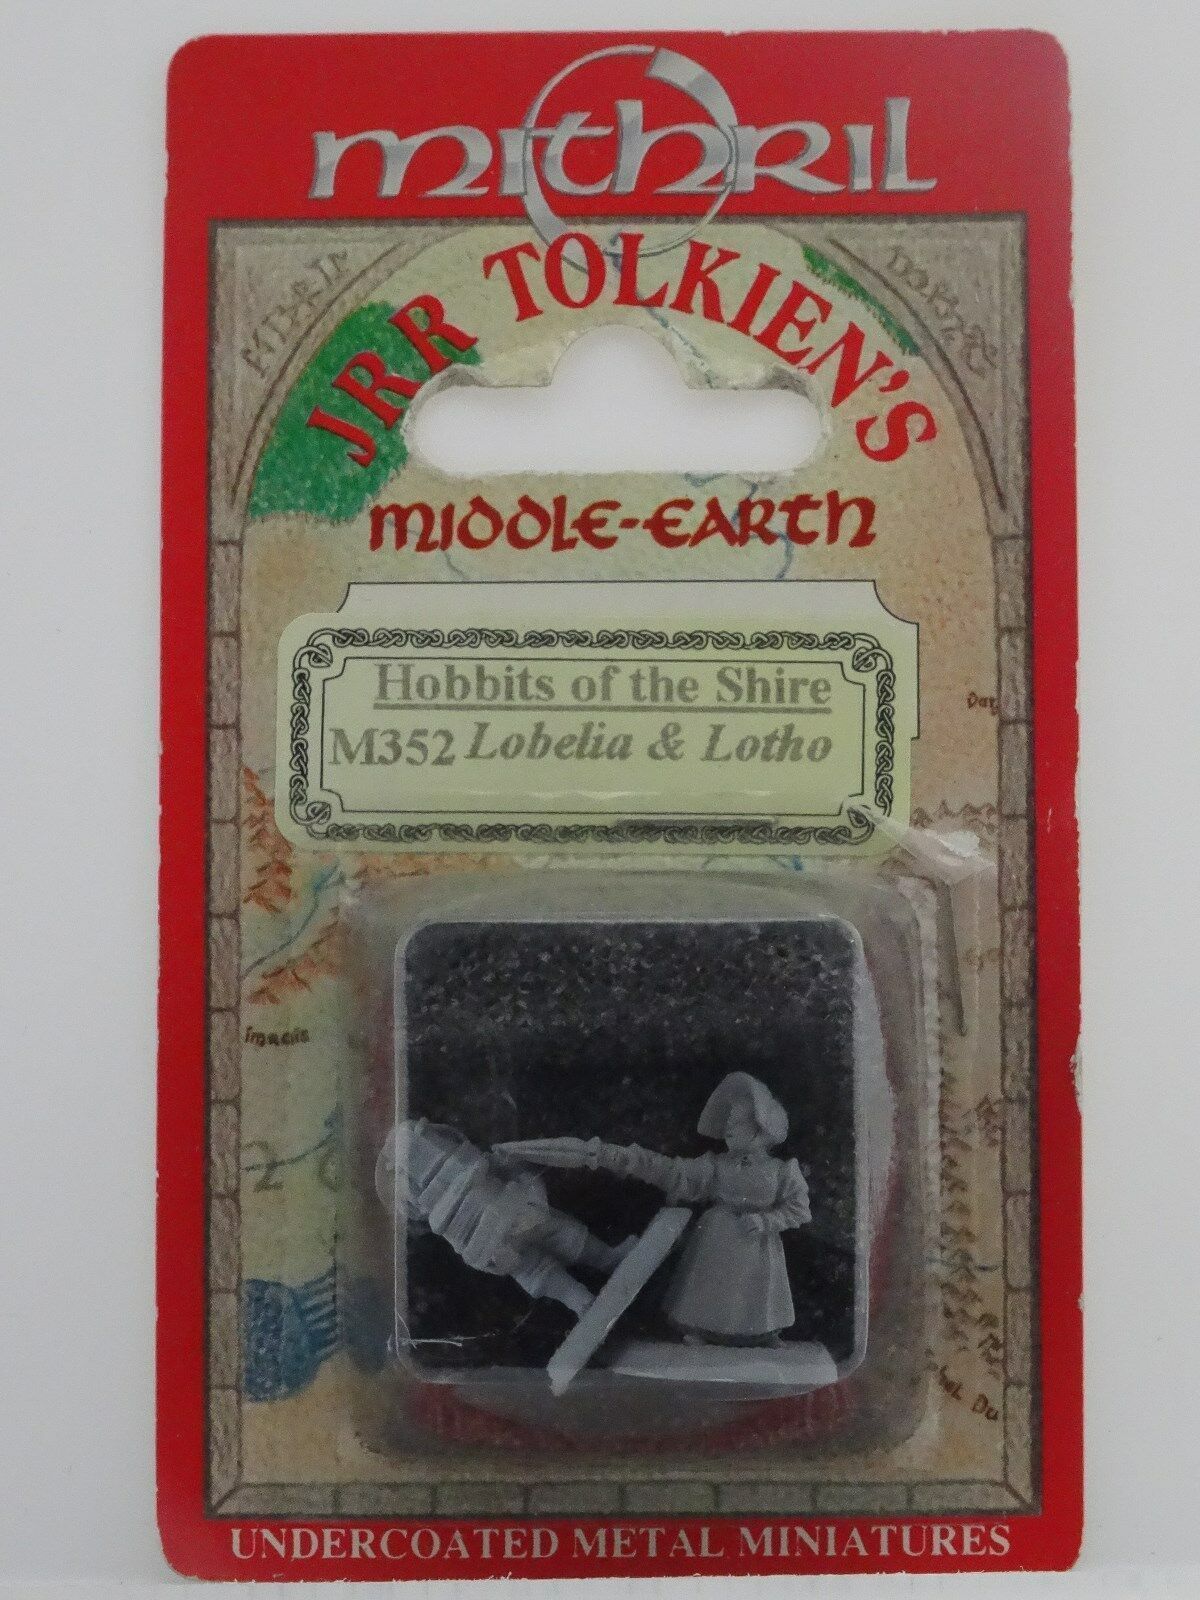 mithril
JRR TOLKIEN'S
MIDDLE-EARTH
Hobbits of the Shire
M352 Lobelia & Lotho
UNDERCOATED METAL MINIATURES